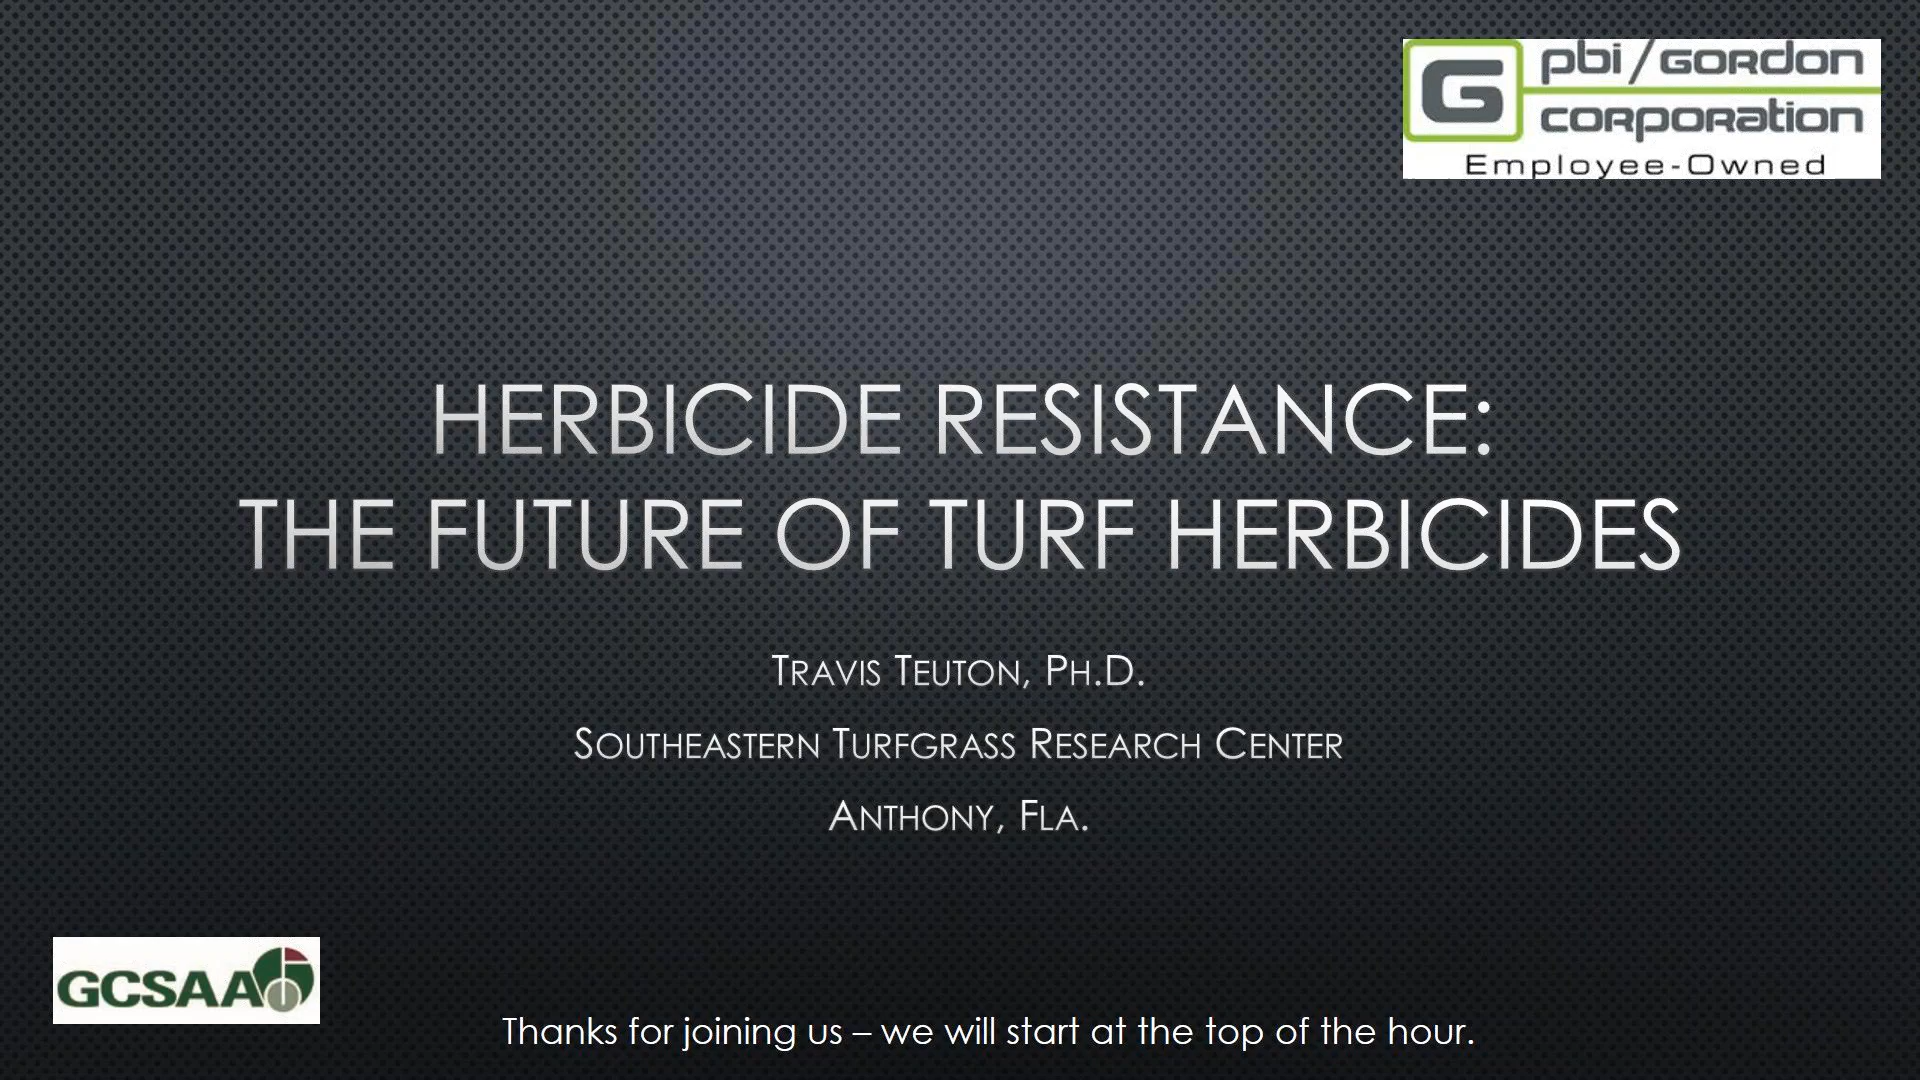 G
pbi/GORdon
corporation
Employee-Owned
HERBICIDE RESISTANCE:
THE FUTURE OF TURF HERBICIDES
TRAVIS TEUTON, PH.D.
SOUTHEASTERN TURFGRASS RESEARCH CENTER
ANTHONY, FLA.
GCSAA
Thanks for joining us – we will start at the top of the hour.